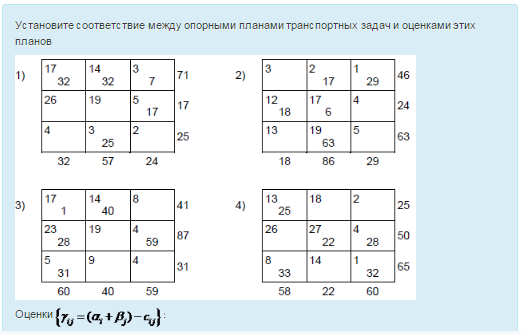 Установите соответствие между опорными планами транспортных задач и оценками этих
планов
1) 2)
17 14 3 71
32 32 7
26 19 5 17
17
4 3 2 25
25
32 57 24
3 2 1 46
17 29
12 17 4 24
18 6
13 19 5 63
63
18 86 29
3) 4)
17 14 8 41
1 40
23 19 4 87
28 59
5 9 4 31
31
60 40 59
13 18 2 25
25
26 27 4 50
22 28
8 14 1 65
33 32
58 22 60
Оценки {γij=(αi+βj)-cij}: